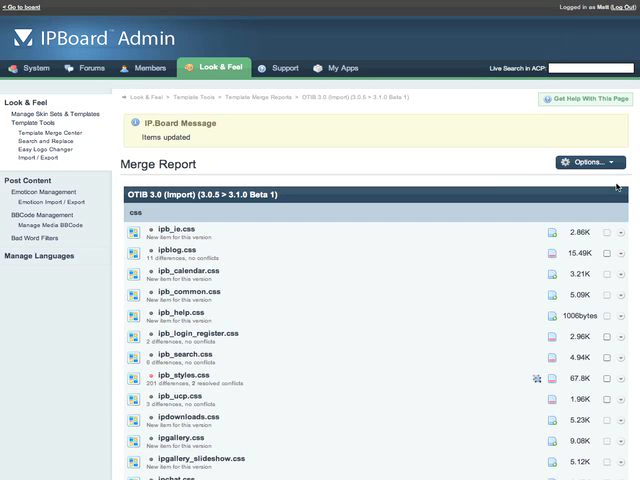 < Go to board
Logged in as Matt (Log Out)
IPBoard™ Admin
System
Forums
Members
Look & Feel
Support
My Apps
Live Search in ACP:
Look & Feel
Manage Skin Sets & Templates
Template Tools
Template Merge Center
Search and Replace
Easy Logo Changer
Import / Export
Post Content
Emoticon Management
Emoticon Import / Export
BBCode Management
Manage Media BBCode
Bad Word Filters
Manage Languages
Look & Feel > Template Tools > Template Merge Reports > OTIB 3.0 (Import) (3.0.5 > 3.1.0 Beta 1)
Get Help With This Page
IP.Board Message
Items updated
Merge Report
Options...
OTIB 3.0 (Import) (3.0.5 > 3.1.0 Beta 1)
css
ipb_ie.css 2.86K
New item for this version
ipblog.css 15.49K
11 differences, no conflicts
ipb_calendar.css 3.21K
New item for this version
ipb_common.css 5.09K
New item for this version
ipb_help.css 1006bytes
New item for this version
ipb_login_register.css 2.96K
2 differences, no conflicts
ipb_search.css 4.94K
6 differences, no conflicts
ipb_styles.css 67.8K
201 differences, 2 resolved conflicts
ipb_ucp.css 1.96K
3 differences, no conflicts
ipdownloads.css 5.23K
New item for this version
ipgallery.css 9.08K
New item for this version
ipgallery_slideshow.css 5.12K
New item for this version
ipchat.css